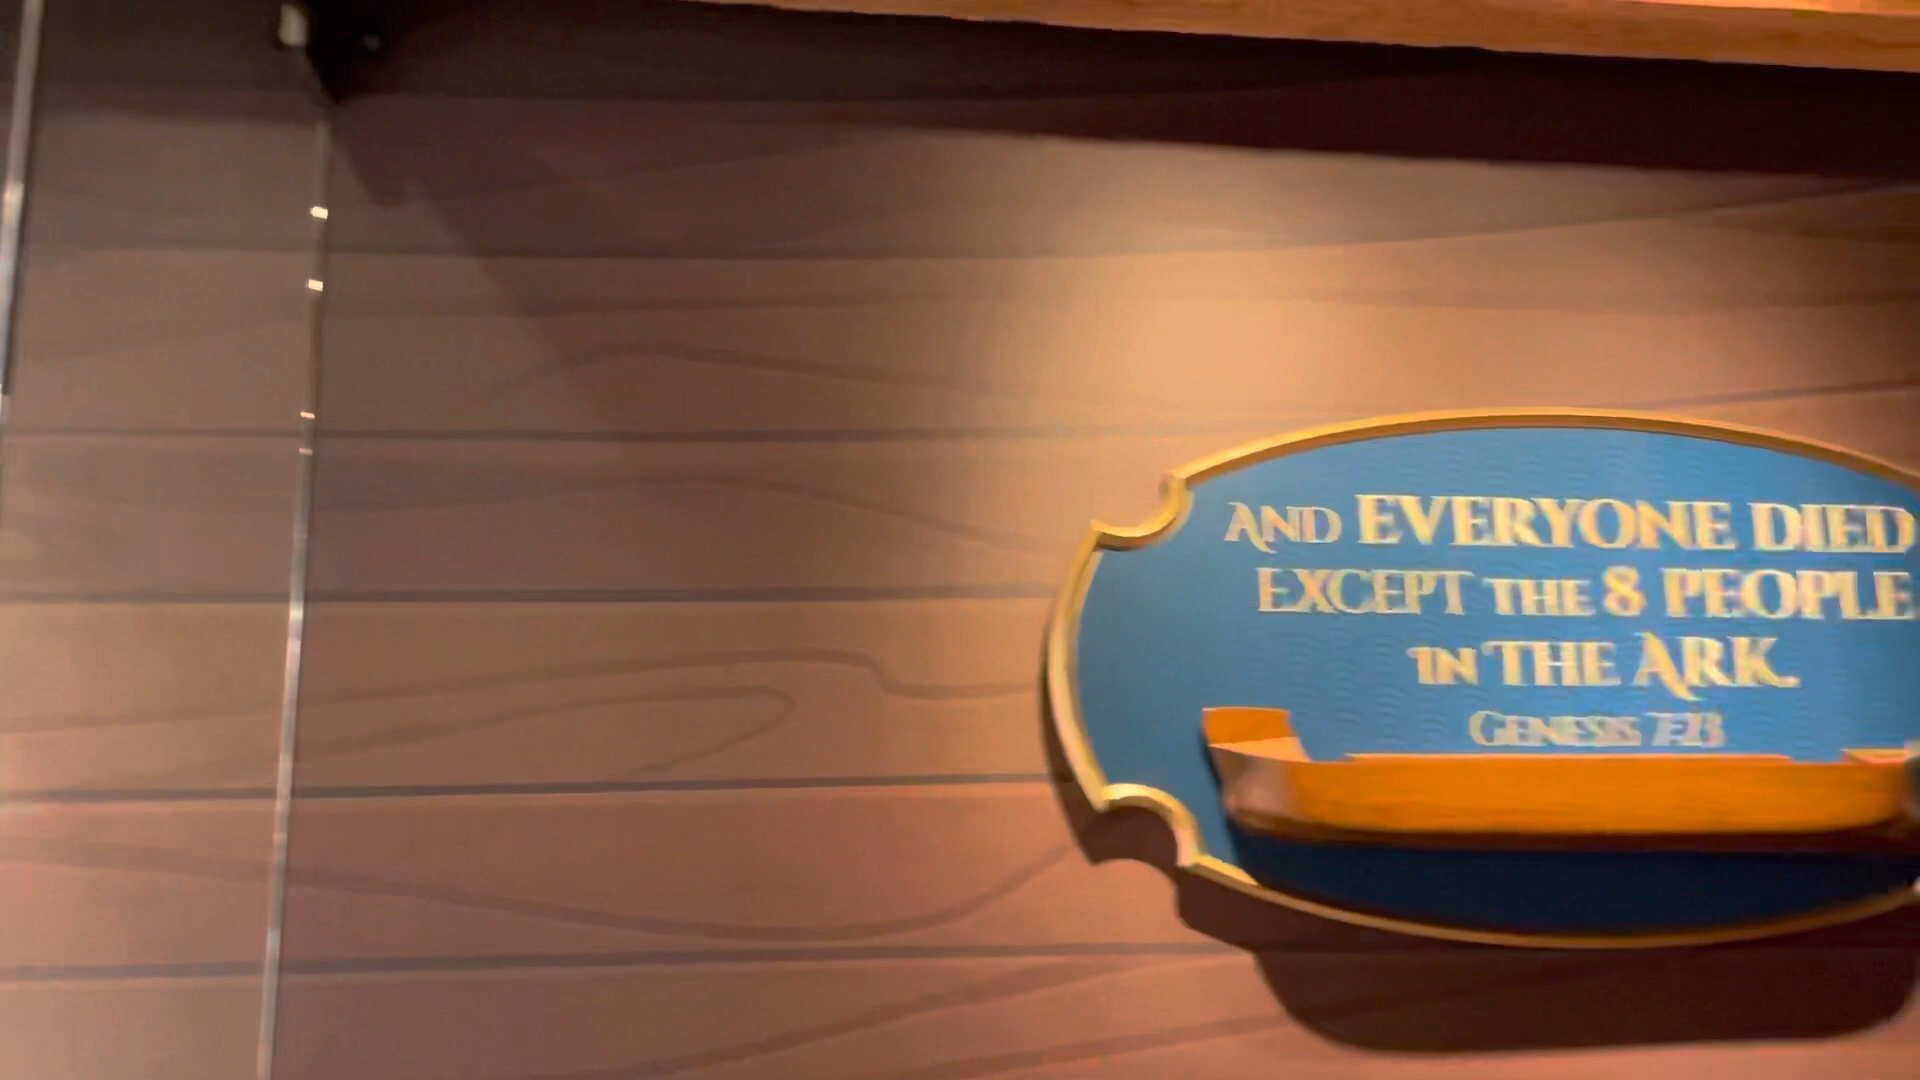 AND EVERYONE DIED
EXCEPT THE 8 PEOPLE
IN THE ARK.
GENESIS 7:23